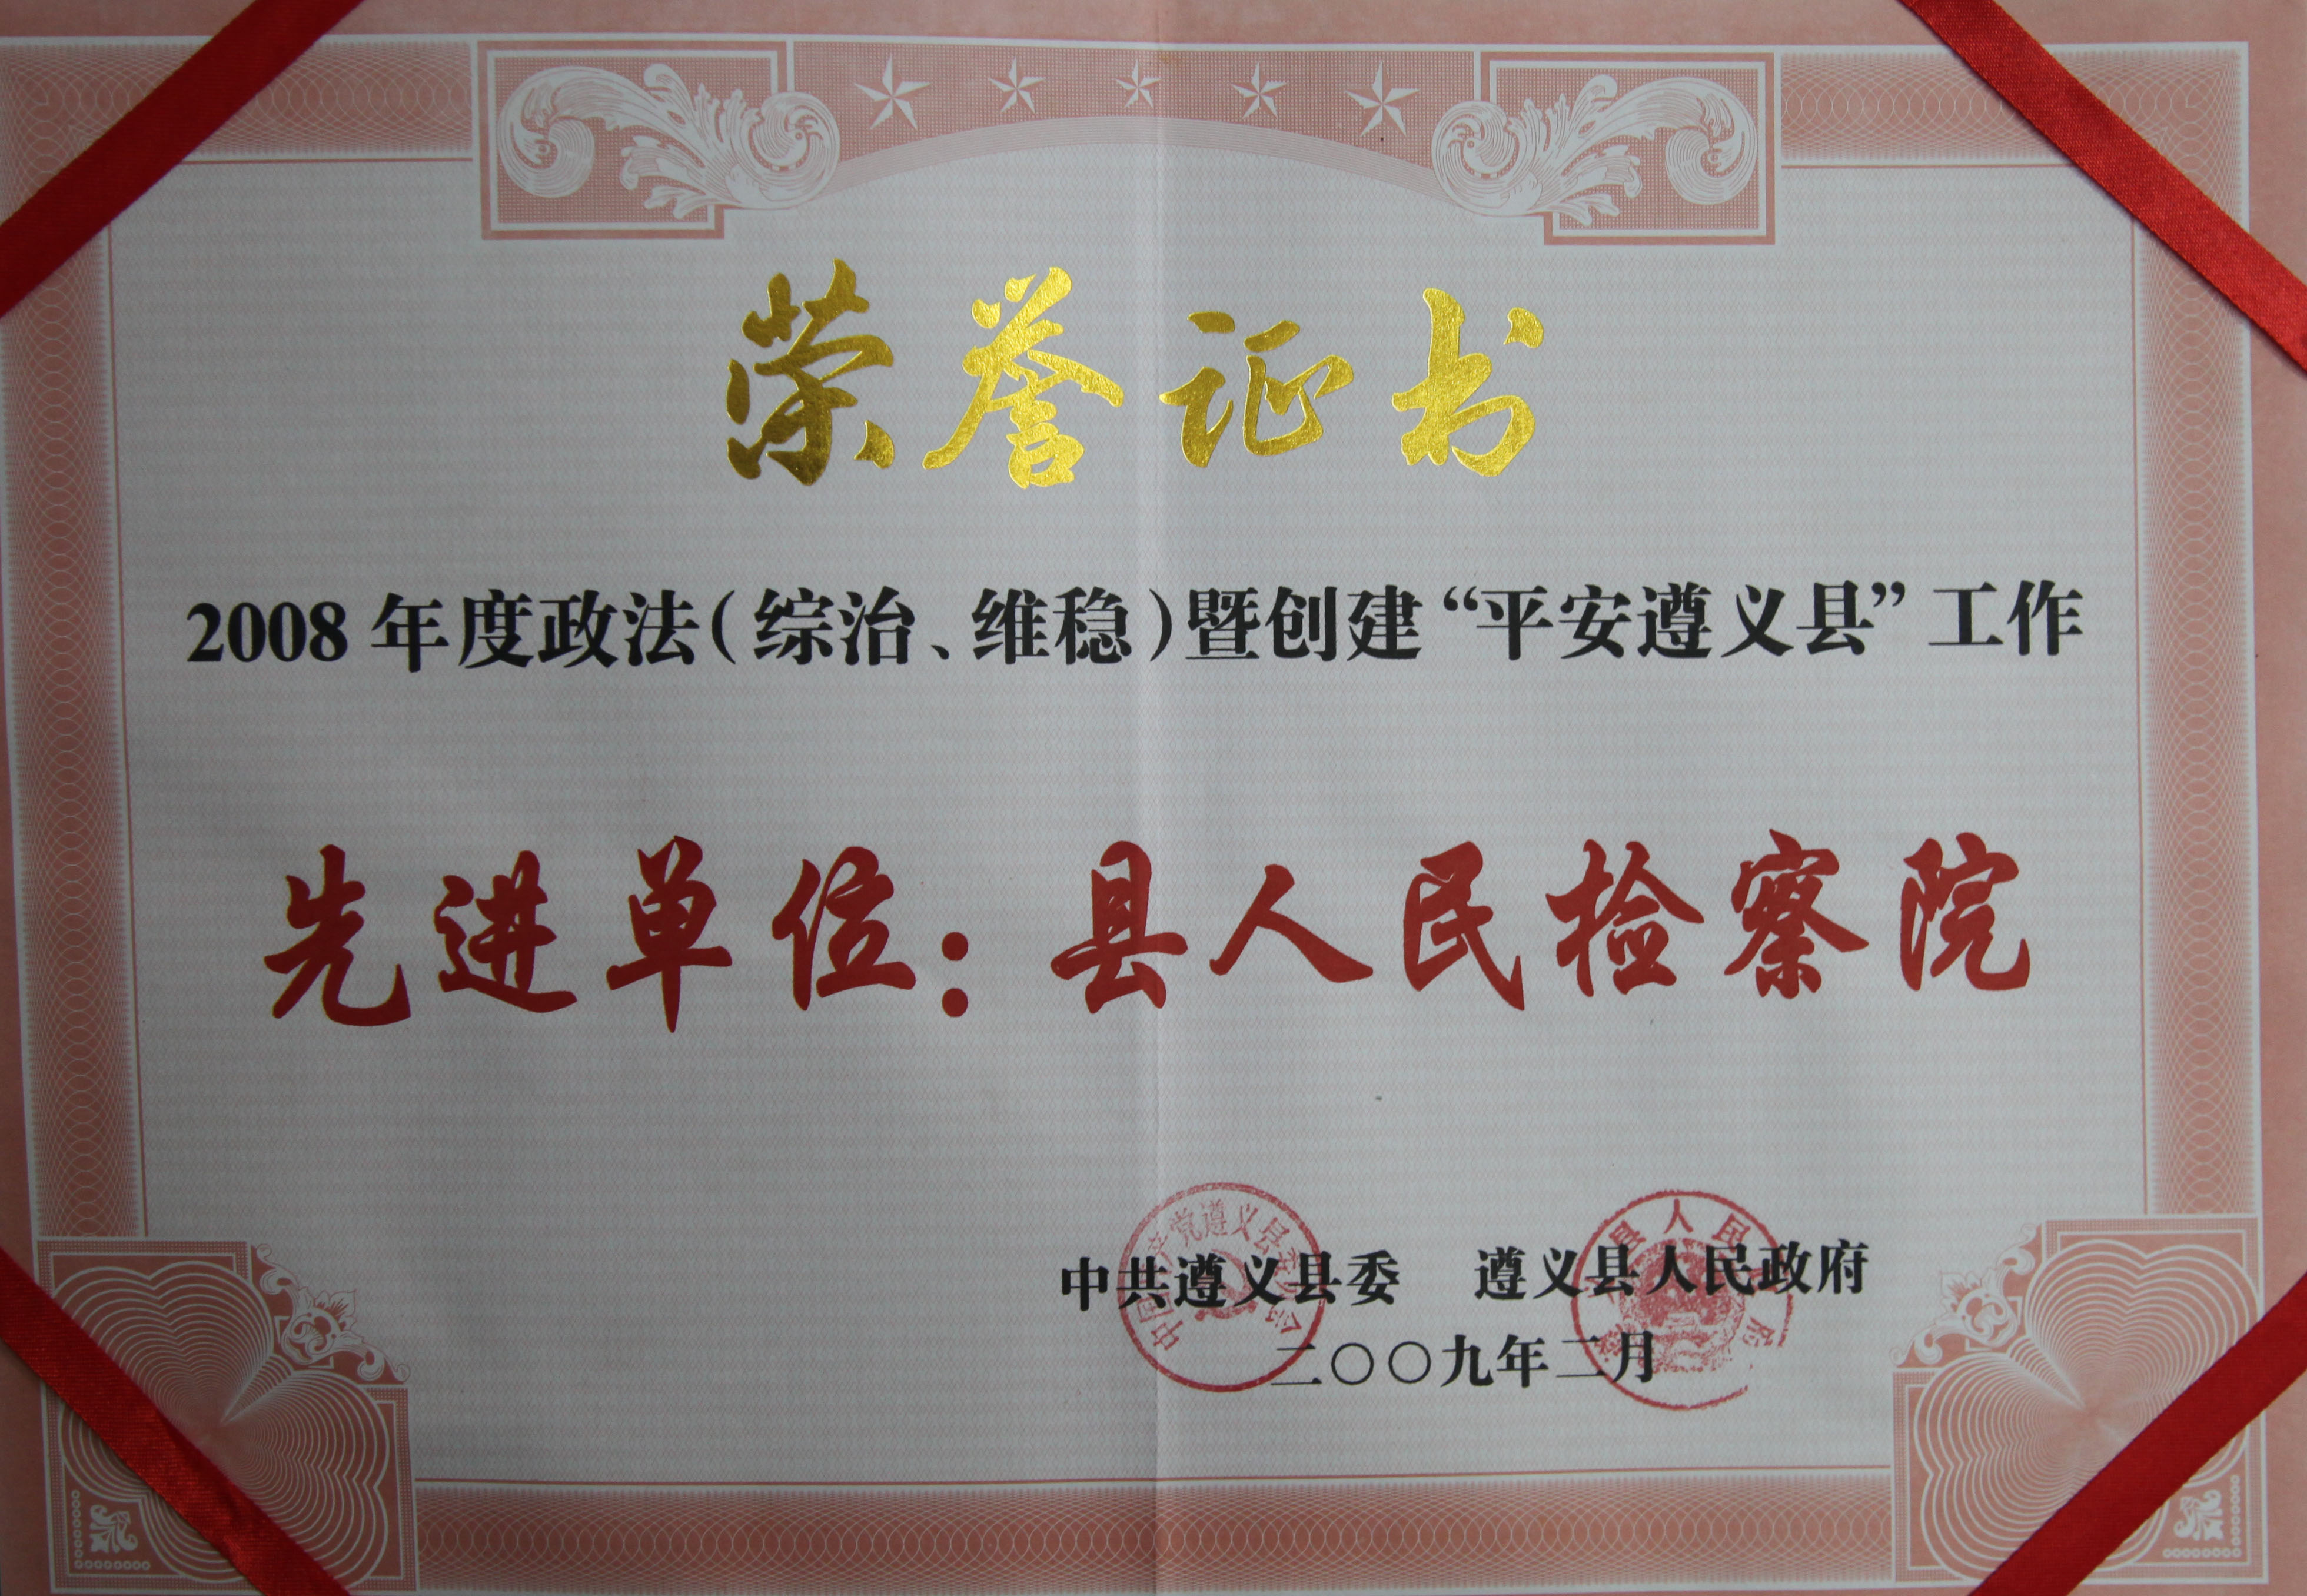 荣誉证书
2008年度政法（综治、维稳）暨创建“平安遵义县”工作
先进单位：县人民检察院
中共遵义县委 遵义县人民政府
二〇〇九年二月